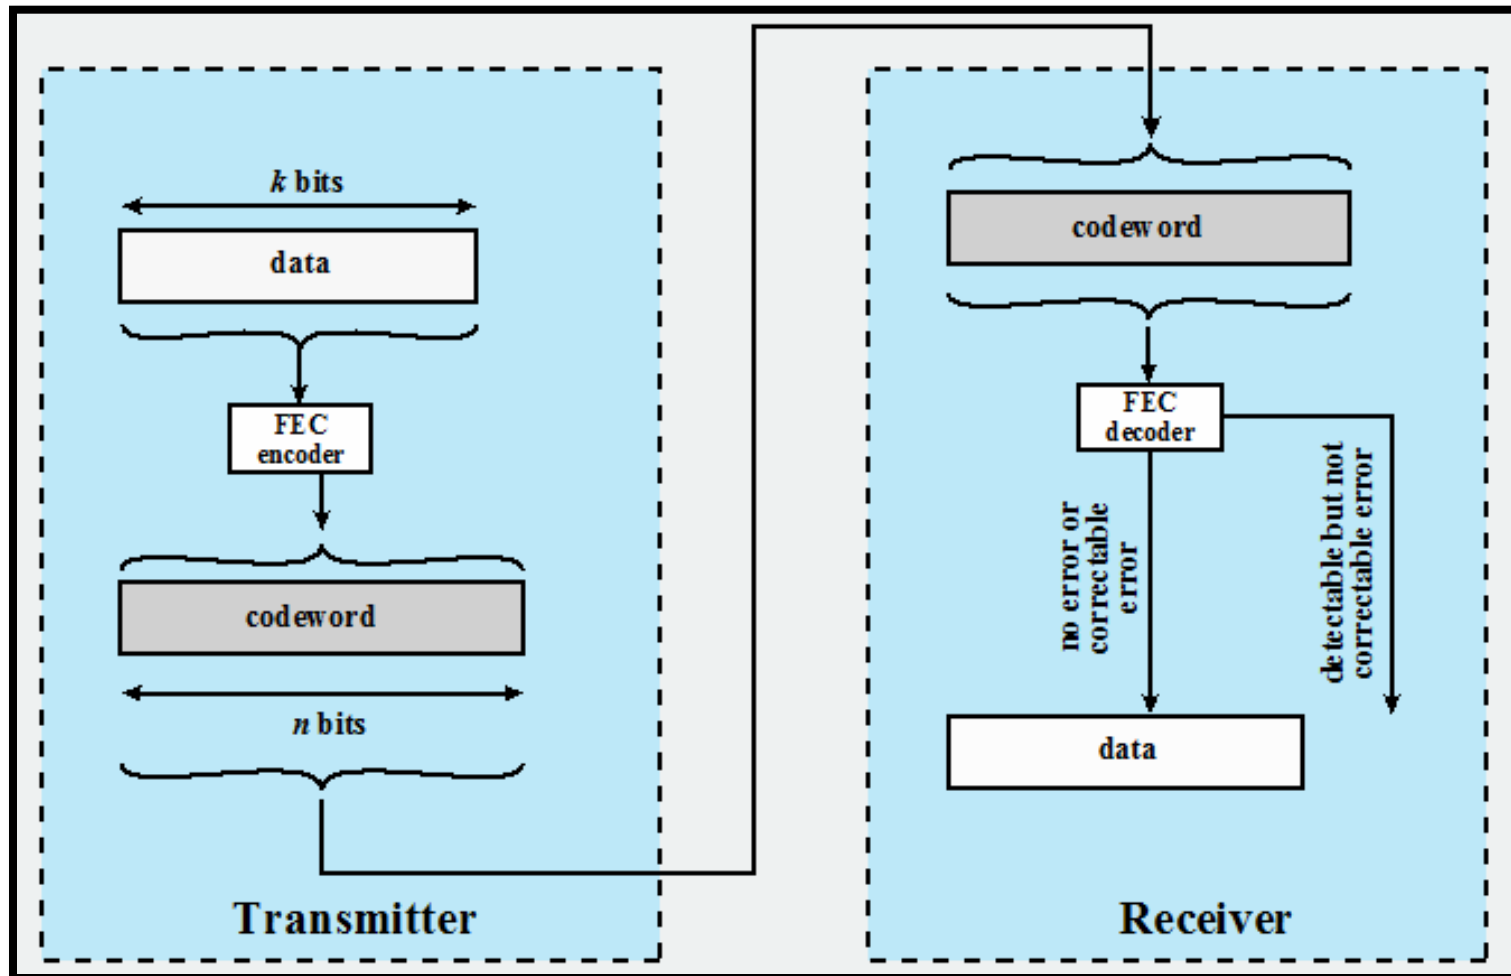 k bits
data
FEC
encoder
codeword
n bits
Transmitter
codeword
FEC
decoder
no error or
correctable
error
detectable but not
correctable error
data
Receiver